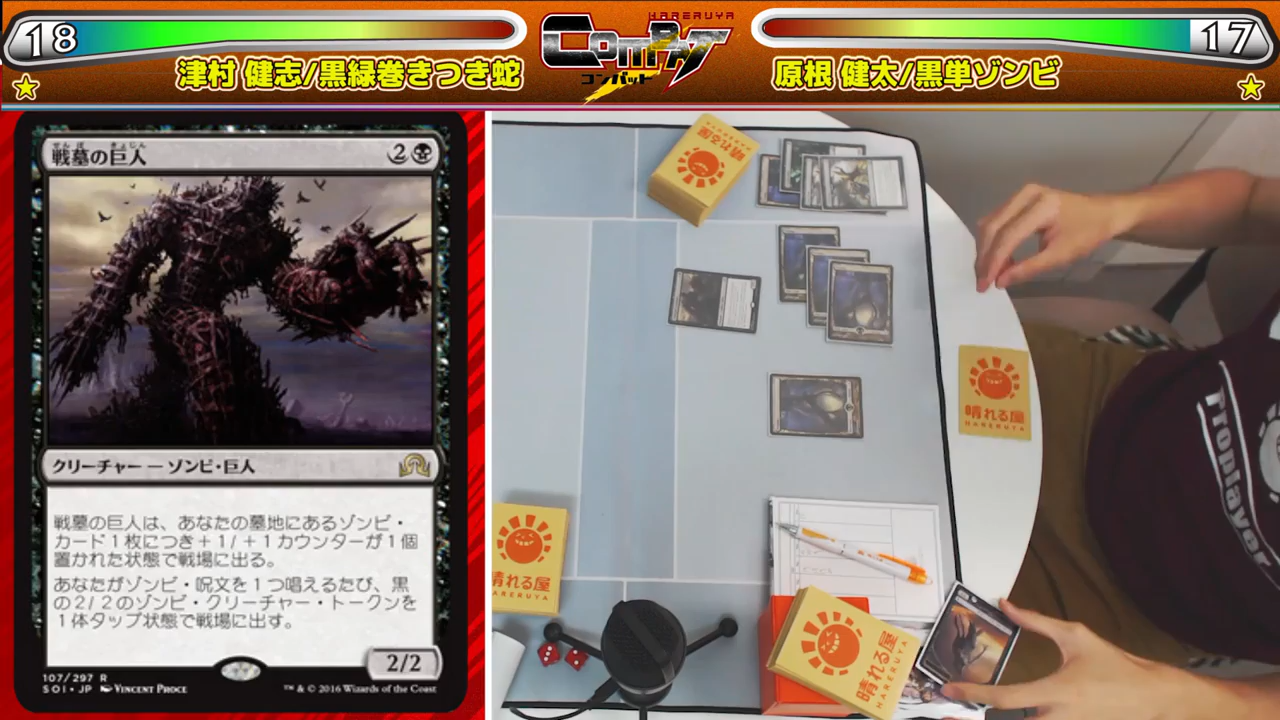 18
HARERUYA
COMBAT
コンバット
17
津村 健志/黒緑巻きつき蛇
原根 健太/黒単ゾンビ
せんぼ きょじん
戦墓の巨人
2
クリーチャー — ゾンビ・巨人
戦墓の巨人は、あなたの墓地にあるゾンビ・
カード1枚につき+1/+1カウンターが1個
置かれた状態で戦場に出る。
あなたがゾンビ・呪文を1つ唱えるたび、黒
の2/2のゾンビ・クリーチャー・トークンを
1体タップ状態で戦場に出す。
2/2
107/297 R
SOI・JP VINCENT PROCE
™ & © 2016 Wizards of the Coast
晴れる屋
晴れる屋
HARERUYA
晴れる屋
HARERUYA
晴れる屋
HARERUYA
Proplayer